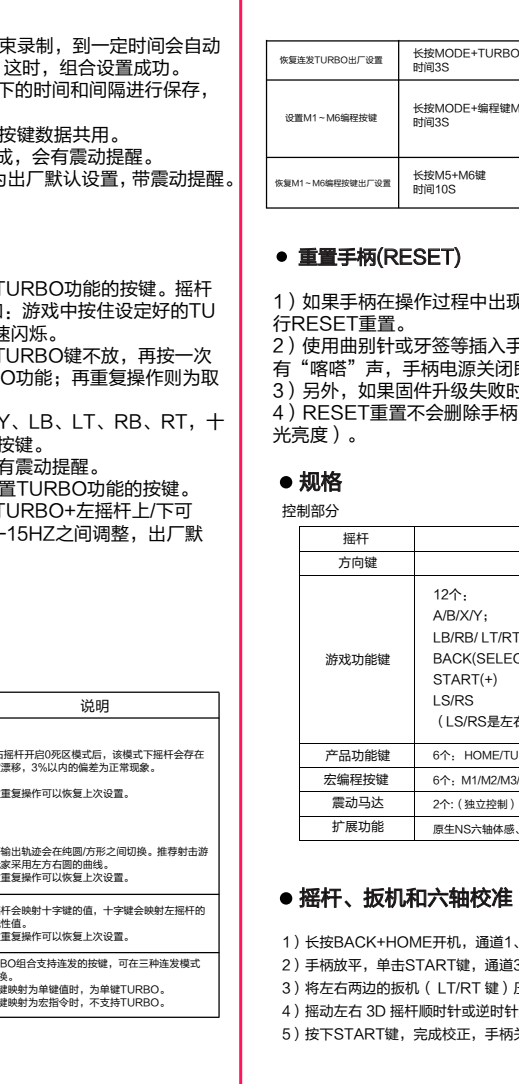 束录制，到一定时间会自动
这时，组合设置成功。
下的时间和间隔进行保存，
按键数据共用。
成，会有震动提醒。
出厂默认设置，带震动提醒。
TURBO功能的按键。摇杆
：游戏中按住设定好的TU
速闪烁。
TURBO键不放，再按一次
O功能；再重复操作则为取
Y、LB、LT、RB、RT，十
按键。
有震动提醒。
置TURBO功能的按键。
TURBO+左摇杆上/下可
-15HZ之间调整，出厂默
说明
右摇杆开启0死区模式后，该模式下摇杆会存在
漂移，3%以内的偏差为正常现象。
重复操作可以恢复上次设置。
输出轨迹会在纯圆/方形之间切换。推荐射击游
家采用左方右圆的曲线。
重复操作可以恢复上次设置。
杆会映射十字键的值，十字键会映射左摇杆的
性值。
重复操作可以恢复上次设置。
BO组合支持连发的按键，可在三种连发模式
换。
键映射为单键值时，为单键TURBO。
键映射为宏指令时，不支持TURBO。
恢复连发TURBO出厂设置 长按MODE+TURBO
时间3S
设置M1~M6编程按键 长按MODE+编程键M
时间3S
恢复M1~M6编程按键出厂设置 长按M5+M6键
时间10S
● 重置手柄(RESET)
1）如果手柄在操作过程中出现
行RESET重置。
2）使用曲别针或牙签等插入手
有“喀嗒”声，手柄电源关闭
3）另外，如果固件升级失败时
4）RESET重置不会删除手柄
光亮度）。
● 规格
控制部分
摇杆
方向键
游戏功能键 12个：
A/B/X/Y；
LB/RB/ LT/RT
BACK(SELEC
START(+)
LS/RS
（LS/RS是左右
产品功能键 6个： HOME/TU
宏编程按键 6个：M1/M2/M3/
震动马达 2个:（独立控制）
扩展功能 原生NS六轴体感、
● 摇杆、扳机和六轴校准
1）长按BACK+HOME开机，通道1、
2）手柄放平，单击START键，通道3
3）将左右两边的扳机（ LT/RT 键）
4）摇动左右 3D 摇杆顺时针或逆时针
5）按下START键，完成校正，手柄